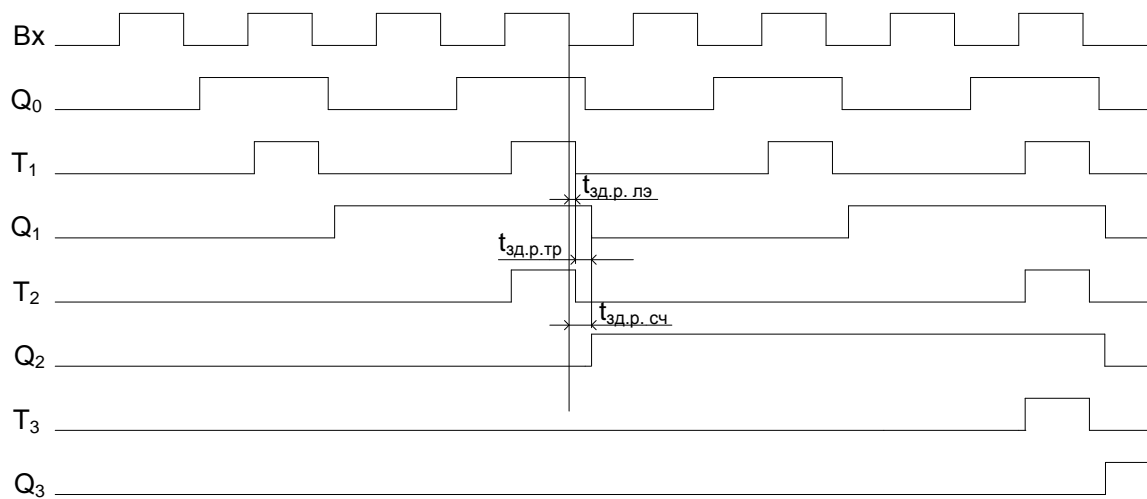 Вх
Q0
T1
tзд.р. лэ
Q1
tзд.р.тр
T2
tзд.р. сч
Q2
T3
Q3